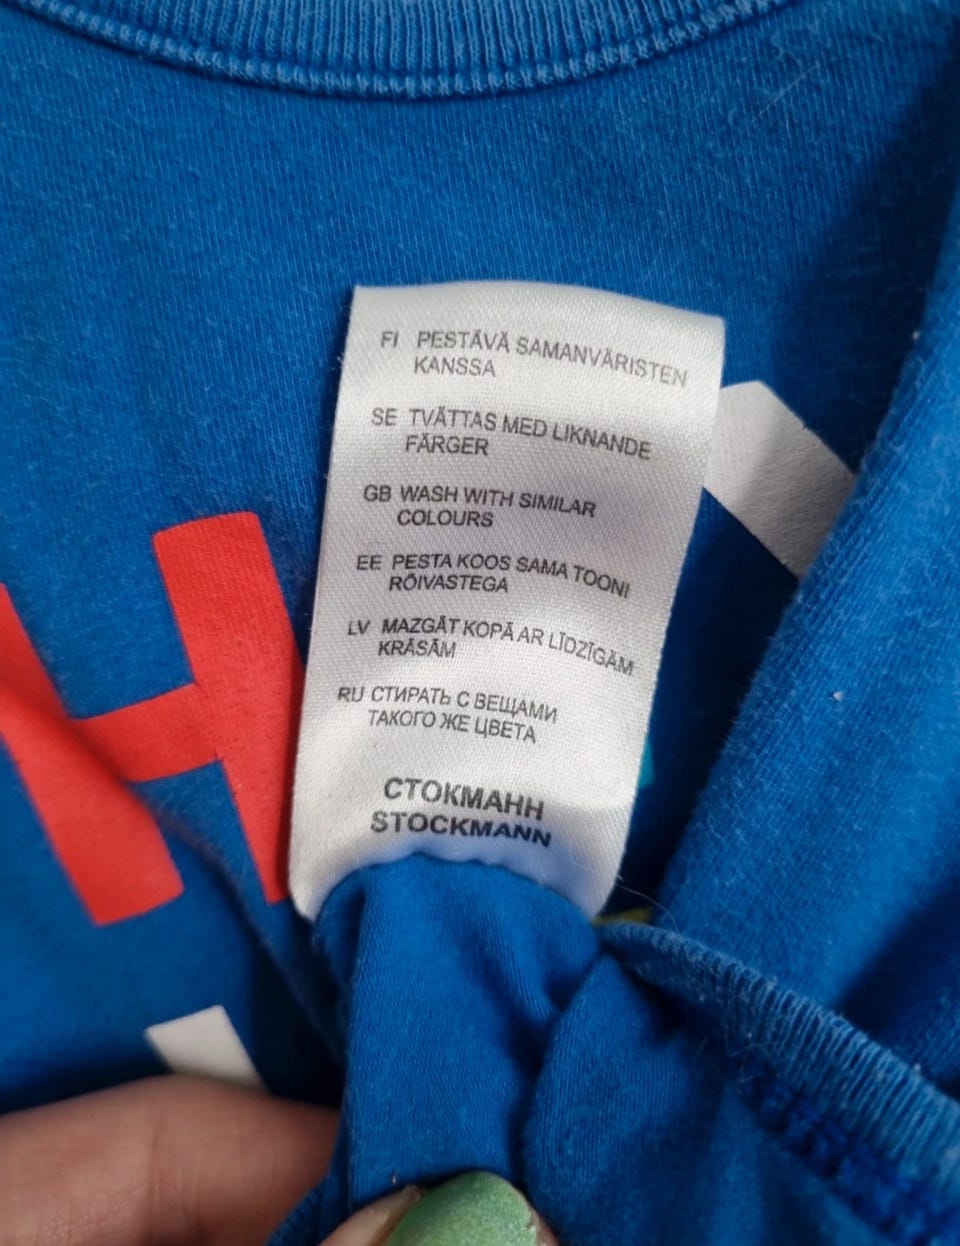 FI PESTÄVÄ SAMANVÄRISTEN
KANSSA
SE TVÄTTAS MED LIKNANDE
FÄRGER
GB WASH WITH SIMILAR
COLOURS
EE PESTA KOOS SAMA TOONI
RÕIVASTEGA
LV MAZGĀT KOPĀ AR LĪDZĪGĀM
KRĀSĀM
RU СТИРАТЬ С ВЕЩАМИ
ТАКОГО ЖЕ ЦВЕТА
СТОКМАНН
STOCKMANN
H